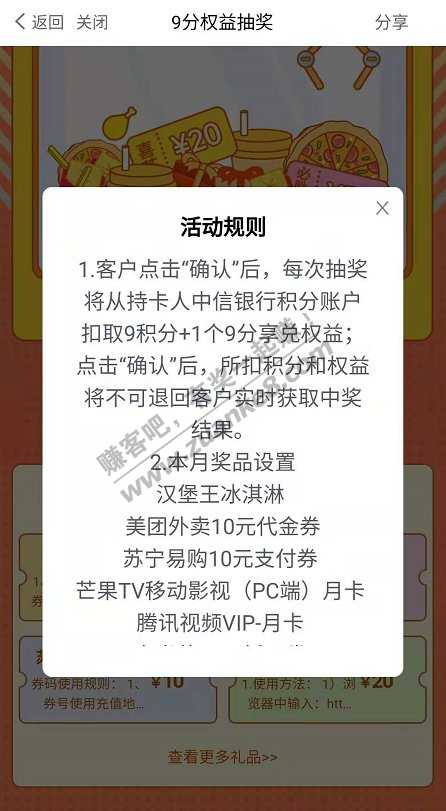 返回 关闭 9分权益抽奖 分享
¥20
活动规则
1.客户点击“确认”后，每次抽奖
将从持卡人中信银行积分账户
扣取9积分+1个9分享兑权益；
点击“确认”后，所扣积分和权益
将不可退回客户实时获取中奖
结果。
2.本月奖品设置
汉堡王冰淇淋
美团外卖10元代金券
苏宁易购10元支付券
芒果TV移动影视（PC端）月卡
腾讯视频VIP-月卡
赚客吧，有奖一起赚！
www.zuanke8.com
券码使用规则： 1、 ¥10
券号使用充值地...
1.使用方法： 1）浏 ¥20
览器中输入：htt...
查看更多礼品>>